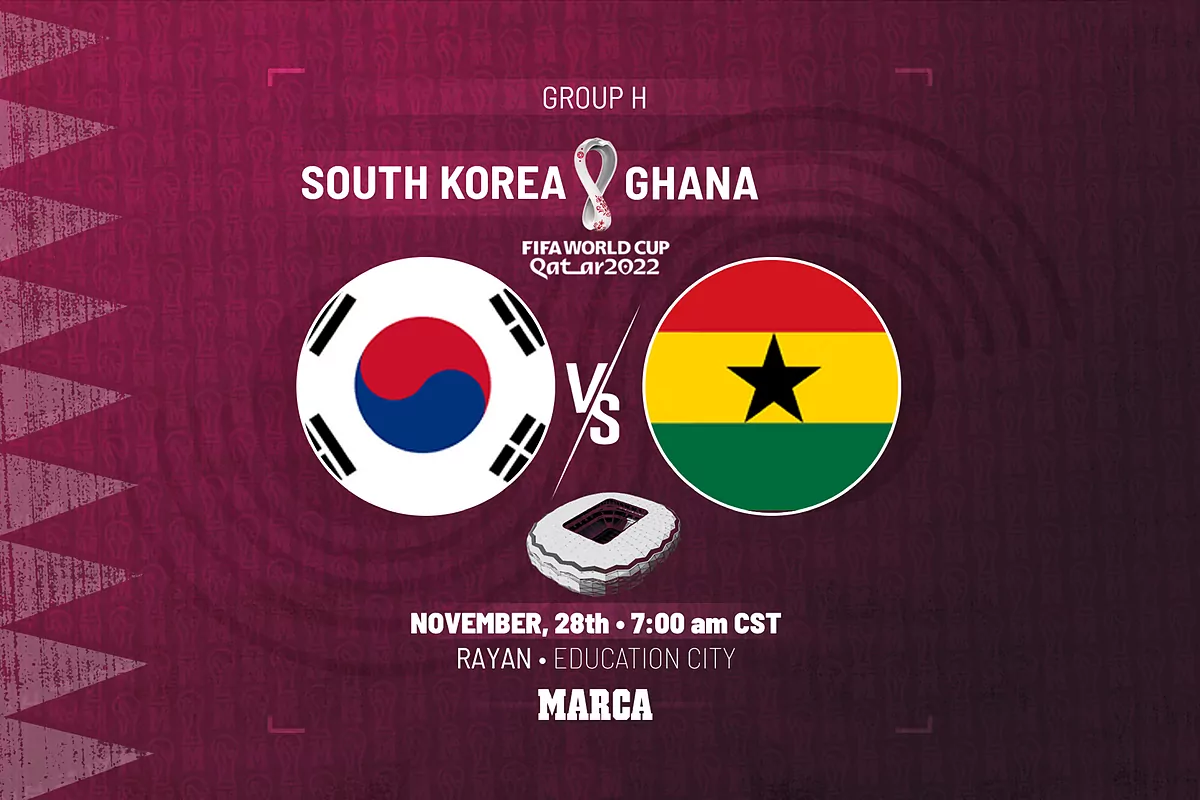 GROUP H
SOUTH KOREA GHANA
FIFA WORLD CUP
Qatar2022
VS
NOVEMBER, 28th • 7:00 am CST
RAYAN • EDUCATION CITY
MARCA